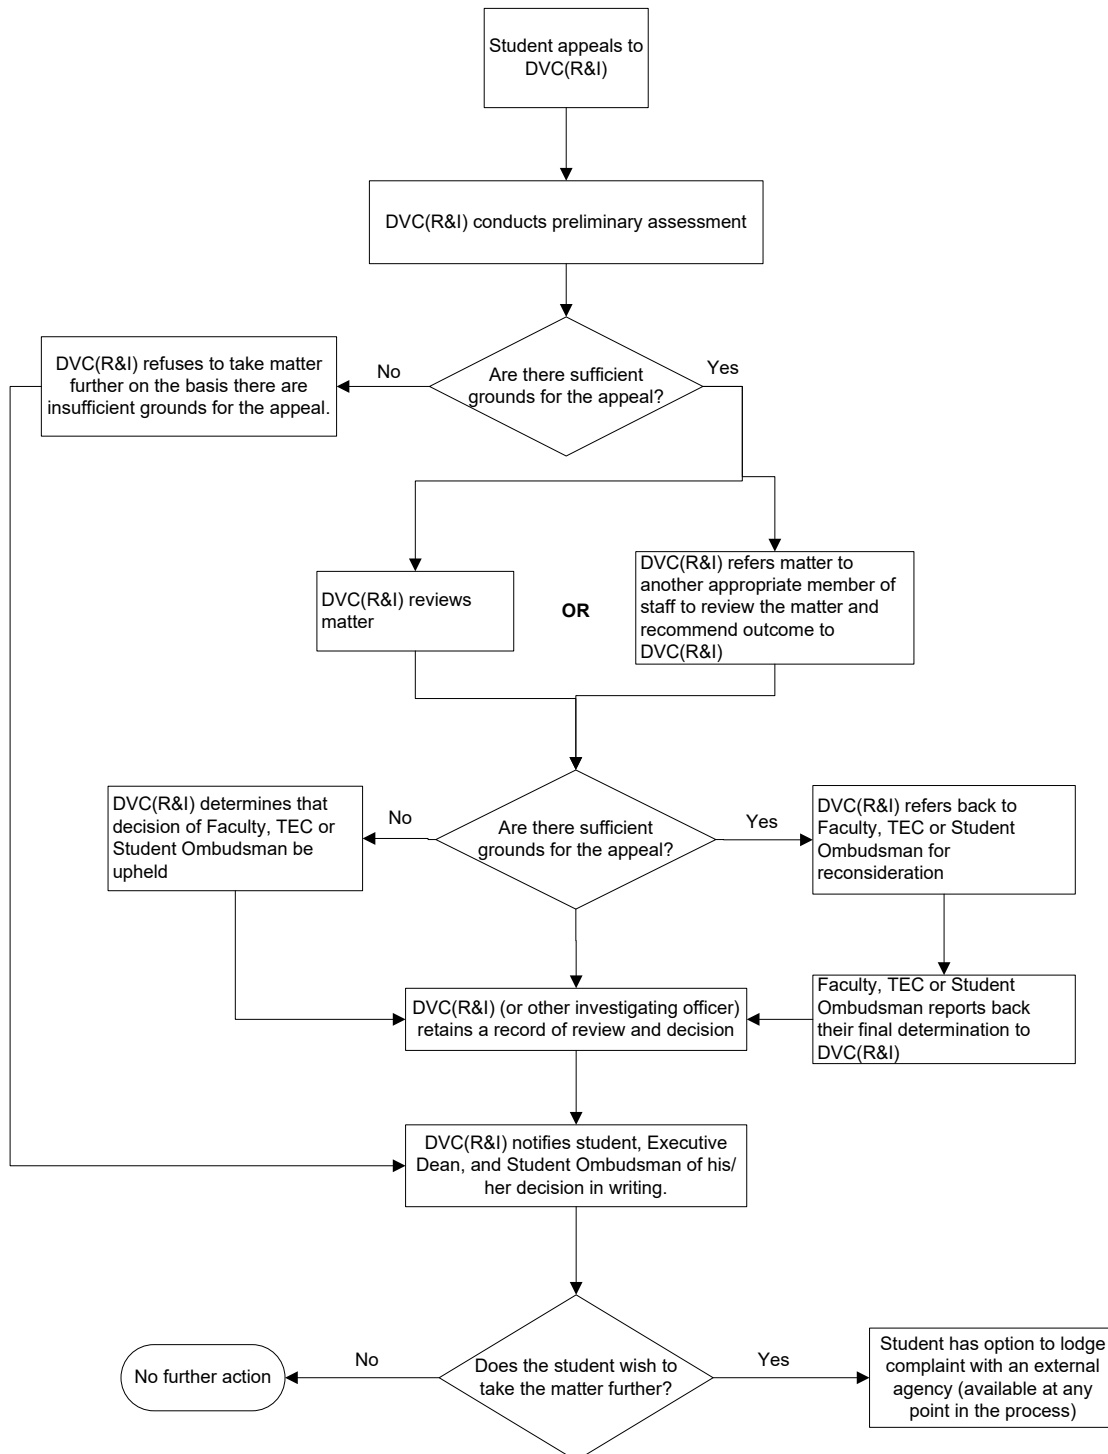 Student appeals to
DVC(R&I)
DVC(R&I) conducts preliminary assessment
DVC(R&I) refuses to take matter
further on the basis there are
insufficient grounds for the appeal.
No
Are there sufficient
grounds for the appeal?
Yes
DVC(R&I) reviews
matter
OR
DVC(R&I) refers matter to
another appropriate member of
staff to review the matter and
recommend outcome to
DVC(R&I)
DVC(R&I) determines that
decision of Faculty, TEC or
Student Ombudsman be
upheld
No
Are there sufficient
grounds for the appeal?
Yes
DVC(R&I) refers back to
Faculty, TEC or Student
Ombudsman for
reconsideration
DVC(R&I) (or other investigating officer)
retains a record of review and decision
Faculty, TEC or Student
Ombudsman reports back
their final determination to
DVC(R&I)
DVC(R&I) notifies student, Executive
Dean, and Student Ombudsman of his/
her decision in writing.
No further action
No
Does the student wish to
take the matter further?
Yes
Student has option to lodge
complaint with an external
agency (available at any
point in the process)